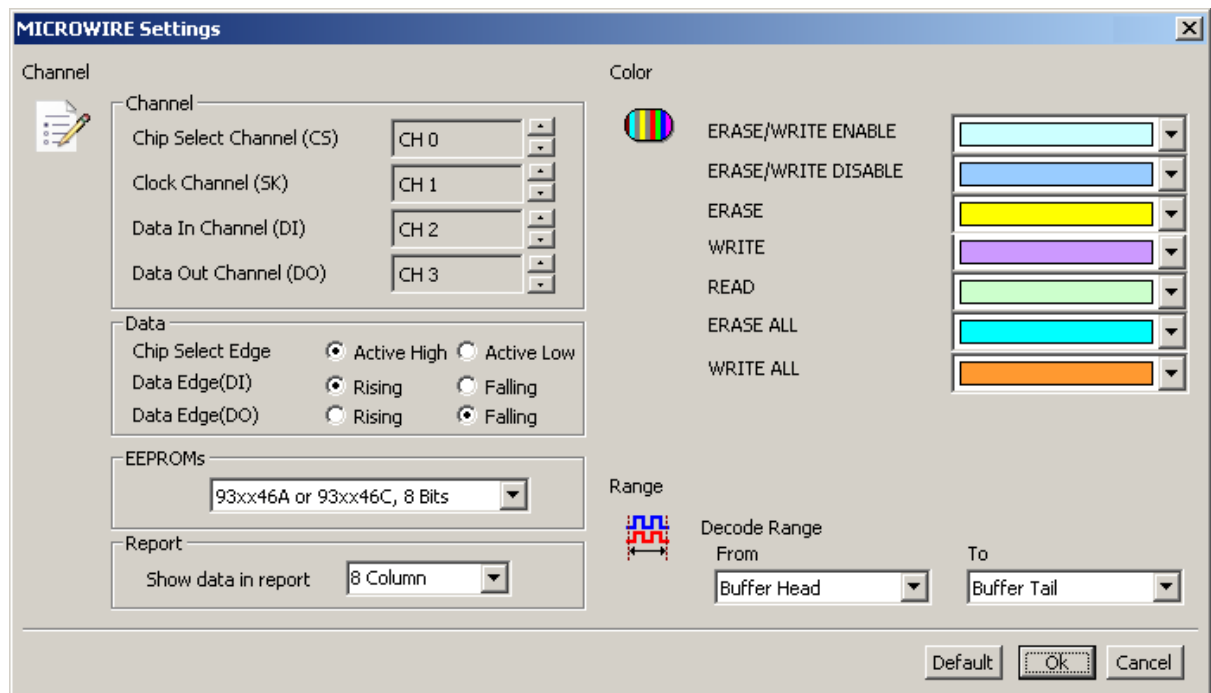 MICROWIRE Settings
Channel
Channel
Chip Select Channel (CS) CH 0
Clock Channel (SK) CH 1
Data In Channel (DI) CH 2
Data Out Channel (DO) CH 3
Data
Chip Select Edge Active High Active Low
Data Edge(DI) Rising Falling
Data Edge(DO) Rising Falling
EEPROMs
93xx46A or 93xx46C, 8 Bits
Report
Show data in report 8 Column
Color
ERASE/WRITE ENABLE
ERASE/WRITE DISABLE
ERASE
WRITE
READ
ERASE ALL
WRITE ALL
Range
Decode Range
From To
Buffer Head Buffer Tail
Default Ok Cancel